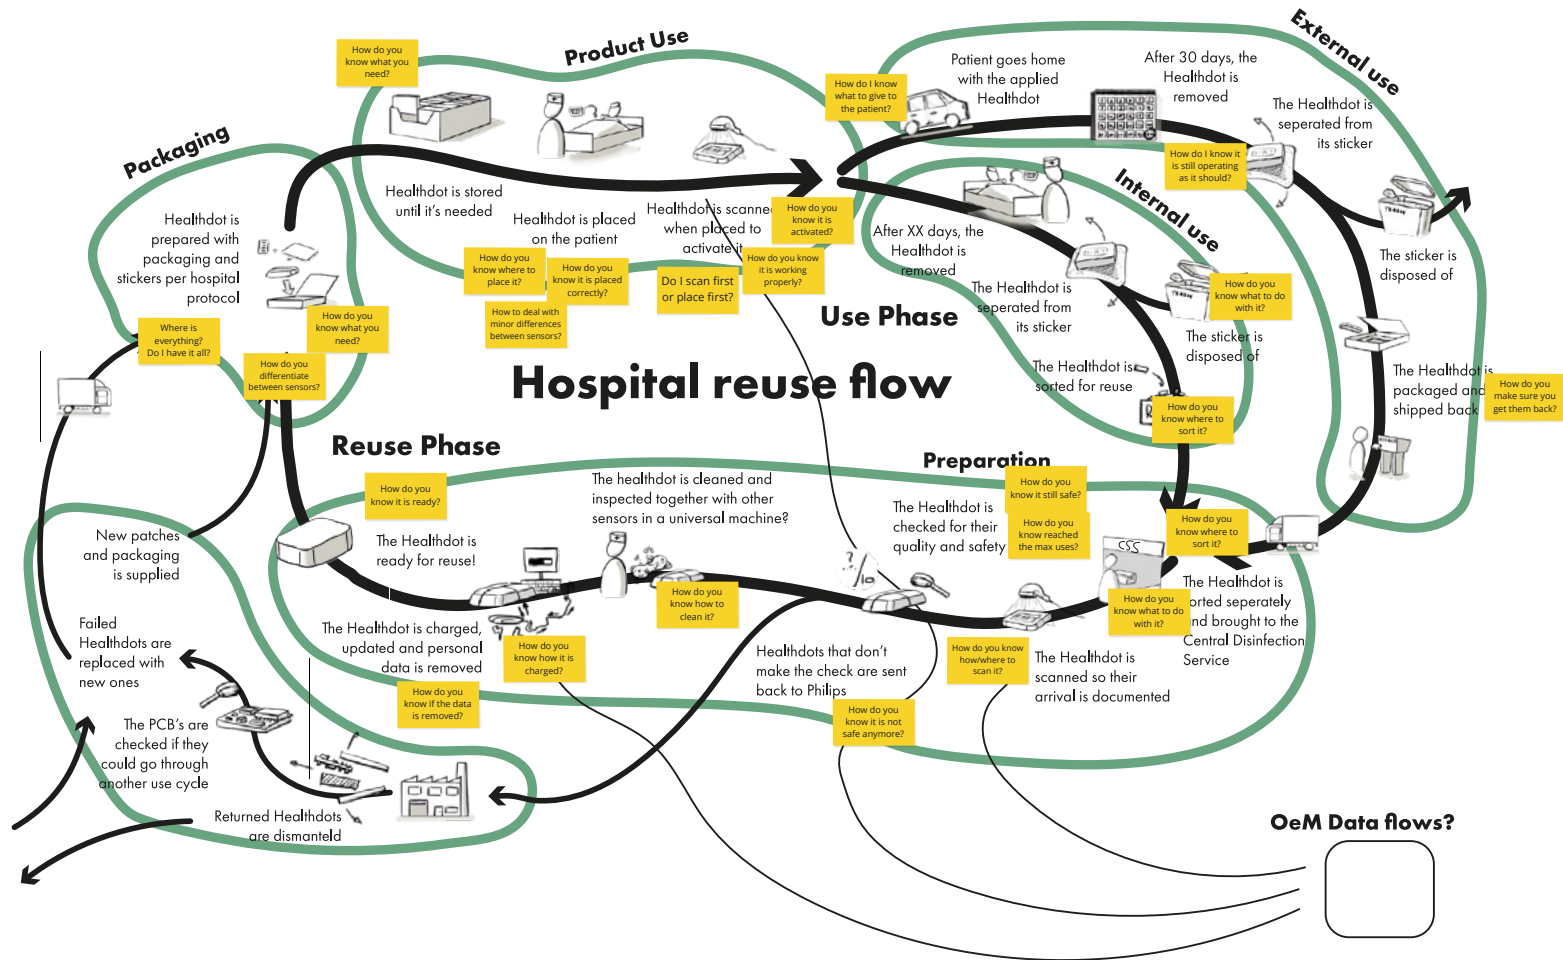 External use
Product Use
How do you
know what you
need?
Patient goes home
with the applied
Healthdot
After 30 days, the
Healthdot is
removed
How do I know
what to give to
the patient?
The Healthdot is
seperated from
its sticker
Packaging
How do I know it
is still operating
as it should?
Internal use
Healthdot is stored
until it's needed
Healthdot is placed
on the patient
Healthdot is scanned
when placed to
activate it
How do you
know it is
activated?
Healthdot is
prepared with
packaging and
stickers per hospital
protocol
After XX days, the
Healthdot is
removed
The sticker is
disposed of
How do you
know where to
place it?
How do you
know it is placed
correctly?
Do I scan first
or place first?
How do you know
it is working
properly?
How do you
know what to do
with it?
The Healthdot is
seperated from
its sticker
How to deal with
minor differences
between sensors?
Use Phase
How do you
know what you
need?
Where is
everything?
Do I have it all?
The sticker is
disposed of
How do you
differentiate
between sensors?
Hospital reuse flow
The Healthdot is
sorted for reuse
The Healthdot is
packaged and
shipped back
How do you
make sure you
get them back?
How do you
know where to
sort it?
Reuse Phase
Preparation
How do you
know it is ready?
The healthdot is cleaned and
inspected together with other
sensors in a universal machine?
How do you
know it still safe?
The Healthdot is
checked for their
quality and safety
How do you
know reached
the max uses?
How do you
know where to
sort it?
CSS
New patches
and packaging
is supplied
The Healthdot is
ready for reuse!
The Healthdot is
sorted seperately
and brought to the
Central Disinfection
Service
How do you
know how to
clean it?
How do you
know what to do
with it?
Failed
Healthdots are
replaced with
new ones
The Healthdot is charged,
updated and personal
data is removed
How do you
know how it is
charged?
Healthdots that don't
make the check are sent
back to Philips
How do you know
how/where to
scan it?
The Healthdot is
scanned so their
arrival is documented
How do you
know if the data
is removed?
How do you
know it is not
safe anymore?
The PCB's are
checked if they
could go through
another use cycle
Returned Healthdots
are dismanteld
OeM Data flows?